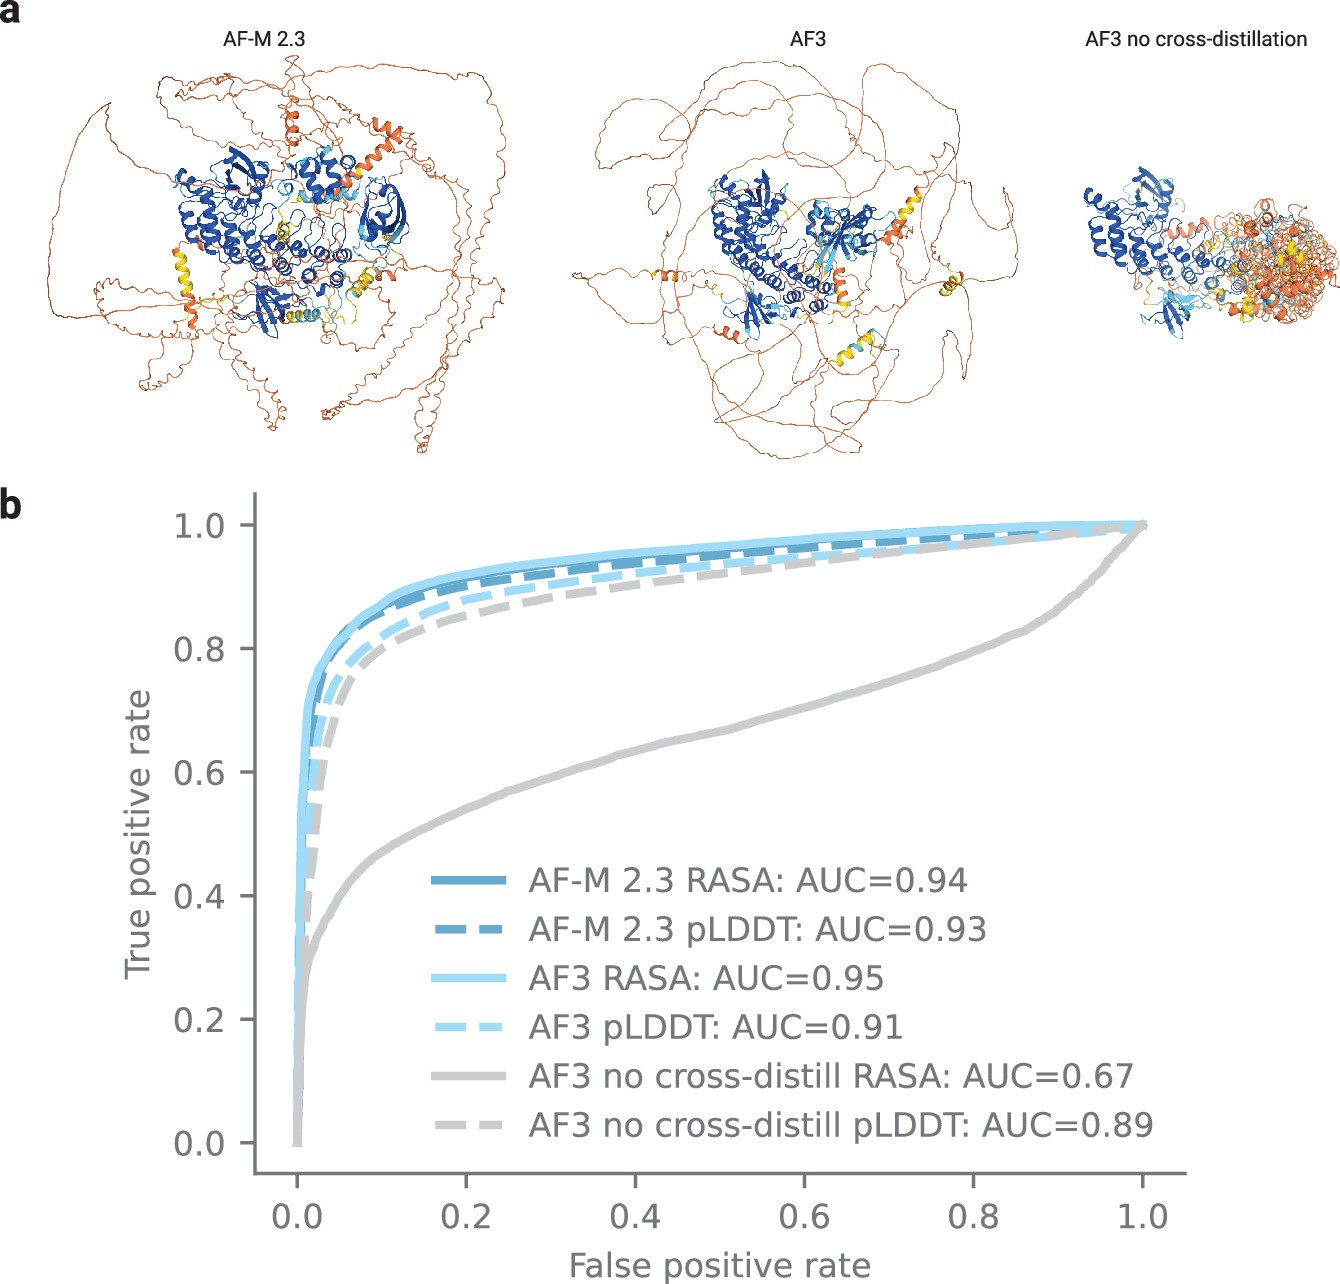 a
AF-M 2.3
AF3
AF3 no cross-distillation
b
1.0
0.8
0.6
0.4
0.2
0.0
True positive rate
AF-M 2.3 RASA: AUC=0.94
AF-M 2.3 pLDDT: AUC=0.93
AF3 RASA: AUC=0.95
AF3 pLDDT: AUC=0.91
AF3 no cross-distill RASA: AUC=0.67
AF3 no cross-distill pLDDT: AUC=0.89
0.0 0.2 0.4 0.6 0.8 1.0
False positive rate